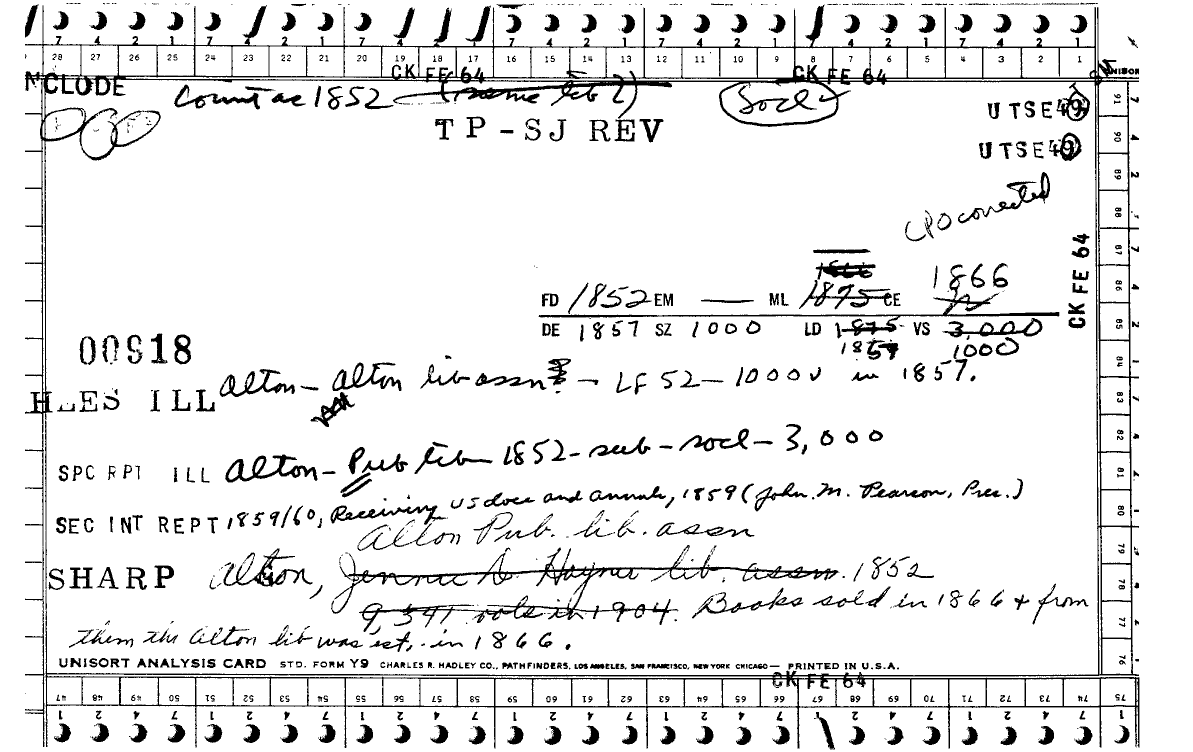 7 4 2 1 7 4 2 1 7 4 2 1 7 4 2 1 7 4 2 1 7 4 2 1 7 4 2 1
28 27 26 25 24 23 22 21 20 19 18 17 16 15 14 13 12 11 10 9 8 7 6 5 4 3 2 1
CK FE 64 CK FE 64 UNISOR
NCLODE Count as 1852 (same lib?) Socl
UTSE49
TP-SJ REV
UTSE49
CPO corrected
CK FE 64
1866 1866
FD 1852 EM — ML 1875 CE
DE 1857 SZ 1000 LD 1875 VS 3,000
1859 1000
00918
HLES ILL Alton - Alton lib assn - LF 52 - 1000v in 1857.
SPC RPT ILL Alton - Pub lib - 1852 - sub - socl - 3,000
SEC INT REPT 1859/60, Receiving US docs and annals, 1859 (John M. Pearson, Pres.)
Alton Pub. lib. assn
SHARP Alton, Jennie D. Hayner lib. assn. 1852
9,391 vols in 1904. Books sold in 1866 & from
them the Alton lib was est. in 1866.
UNISORT ANALYSIS CARD STD. FORM Y9 CHARLES R. HADLEY CO., PATHFINDERS, LOS ANGELES, SAN FRANCISCO, NEW YORK CHICAGO — PRINTED IN U.S.A.
CK FE 64
91 90 89 88 87 86 85 84 83 82 81 80 79 78 77 76
47 48 49 50 51 52 53 54 55 56 57 58 59 60 61 62 63 64 65 66 67 68 69 70 71 72 73 74 75
1 2 4 7 1 2 4 7 1 2 4 7 1 2 4 7 1 2 4 7 1 2 4 7 1 2 4 7 1